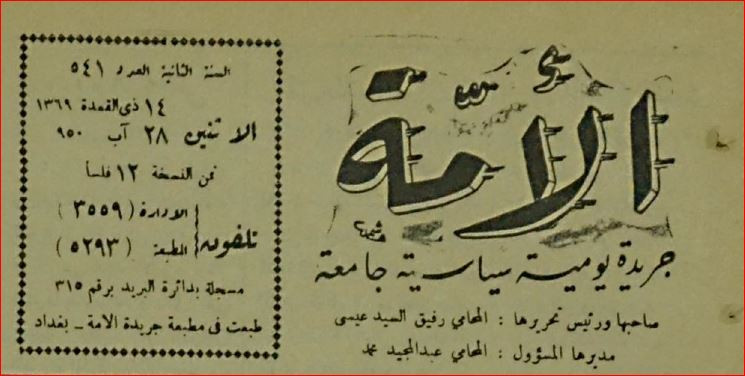 الأمة
جريدة يومية سياسية جامعة
صاحبها ورئيس تحريرها : المحامي رفيق السيد عيسى
مديرها المسؤول : المحامي عبدالمجيد محمد
السنة الثانية العدد ٥٤١
١٤ ذي القعدة ١٣٦٩
الاثنين ٢٨ آب ٩٥٠
ثمن النسخة ١٢ فلساً
تلفون
الادارة ( ٣٥٥٩ )
المطبعة ( ٥٢٩٣ )
مسجلة بدائرة البريد برقم ٣١٥
طبعت في مطبعة جريدة الامة _ بغداد